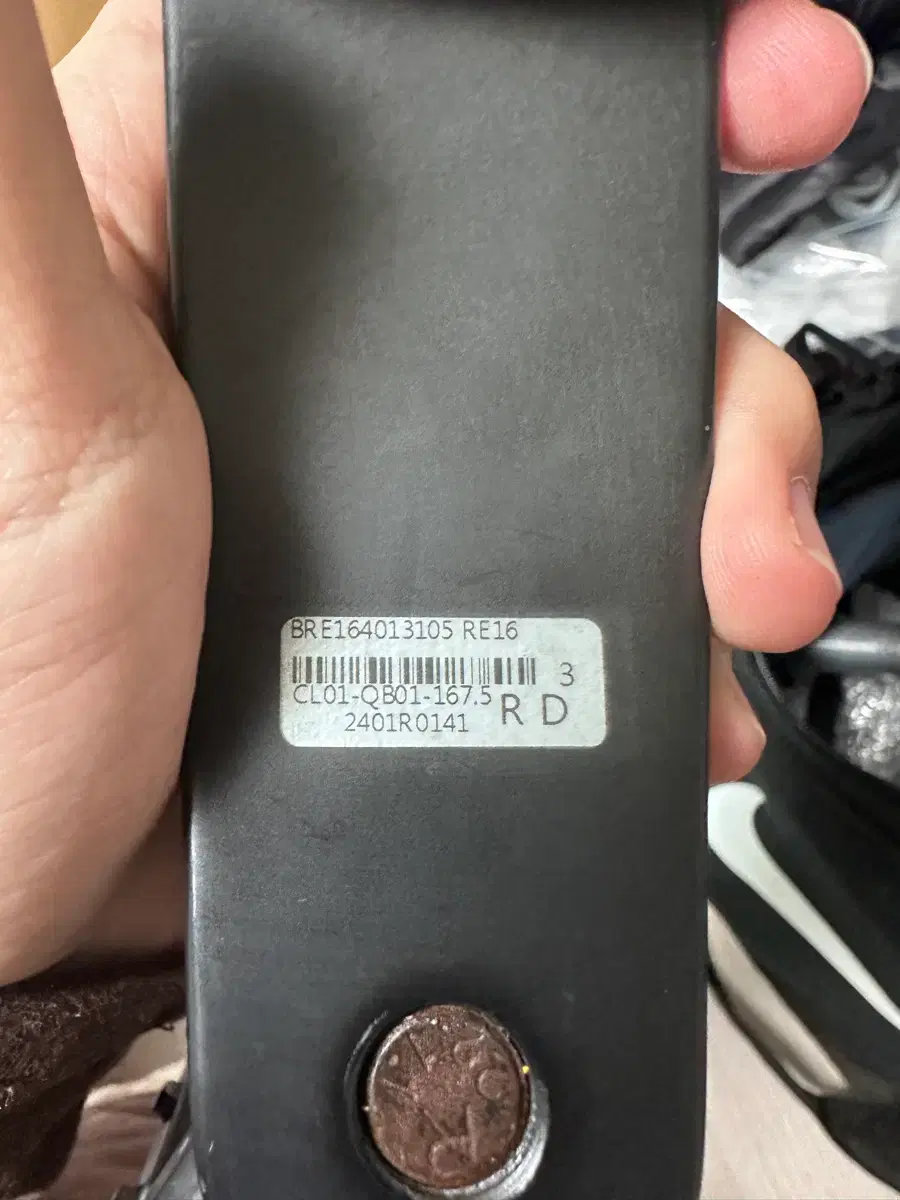 BRE164013105 RE16
3
CL01-QB01-167.5
R D
2401R0141